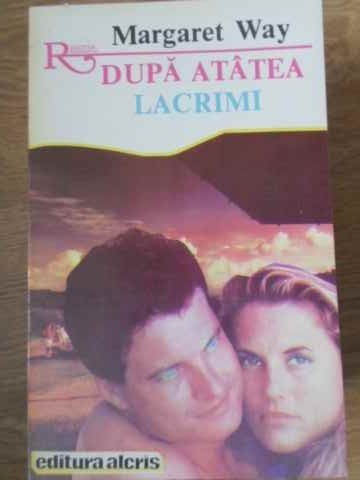 Margaret Way
DUPĂ ATÂTEA
LACRIMI
editura alcris